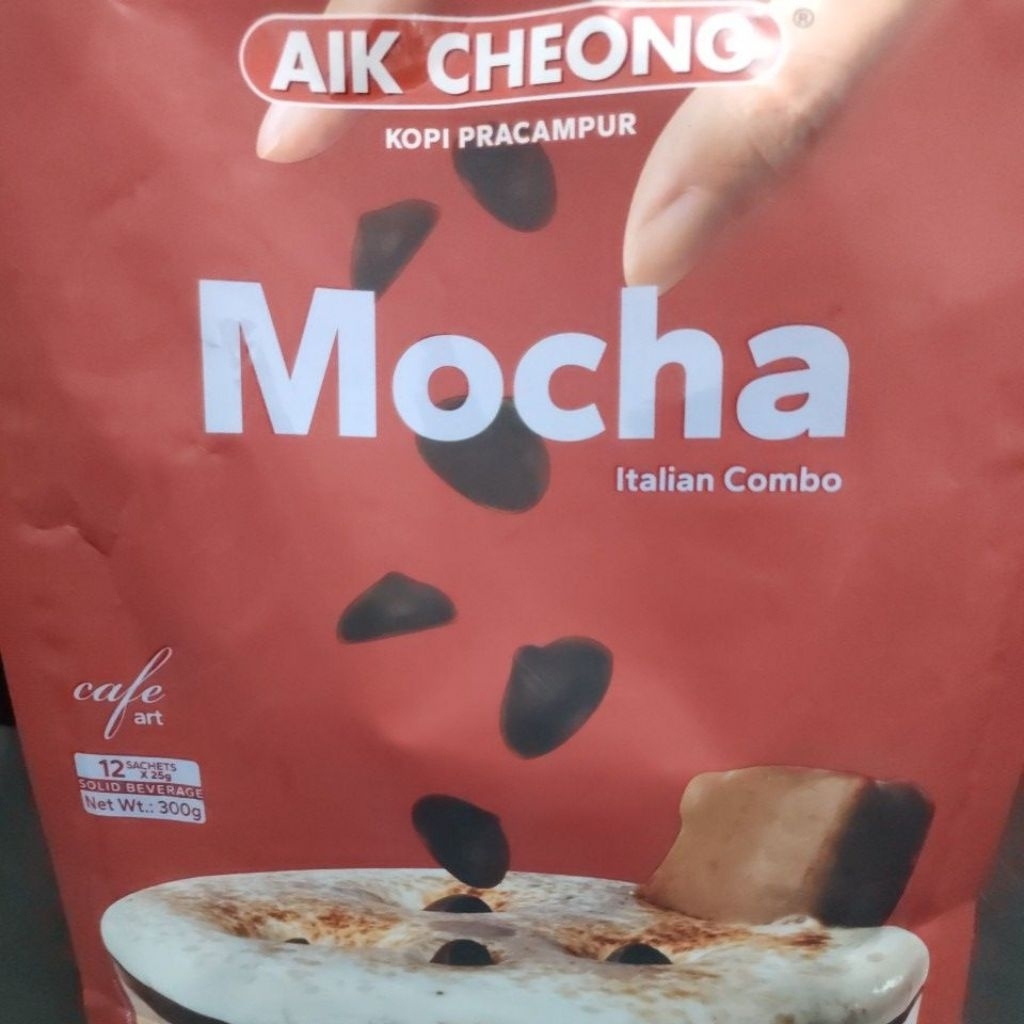 AIK CHEONG ®
KOPI PRACAMPUR
Mocha
Italian Combo
cafe
art
12 SACHETS
X 25g
SOLID BEVERAGE
Net Wt.: 300g